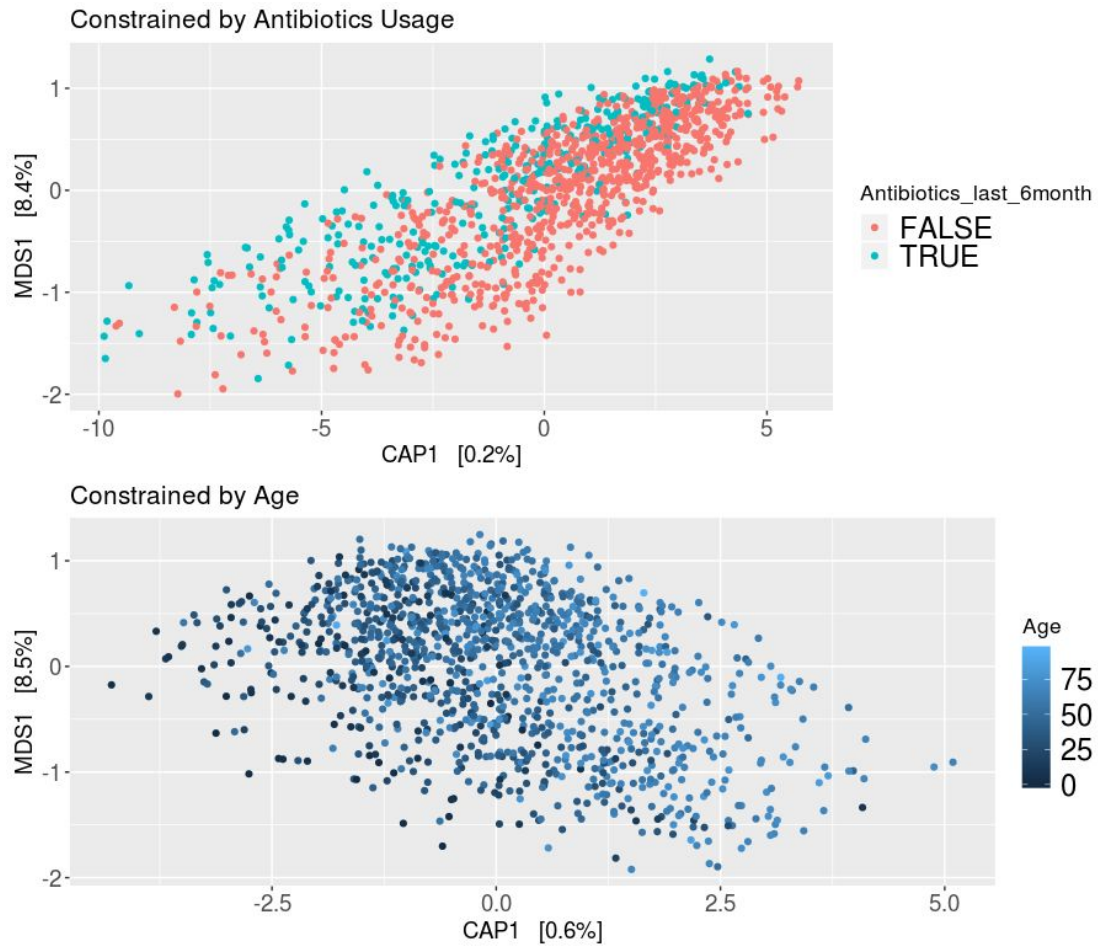 Constrained by Antibiotics Usage
1
0
-1
-2
MDS1 [8.4%]
-10 -5 0 5
CAP1 [0.2%]
Antibiotics_last_6month
FALSE
TRUE
Constrained by Age
1
0
-1
-2
MDS1 [8.5%]
-2.5 0.0 2.5 5.0
CAP1 [0.6%]
Age
75
50
25
0